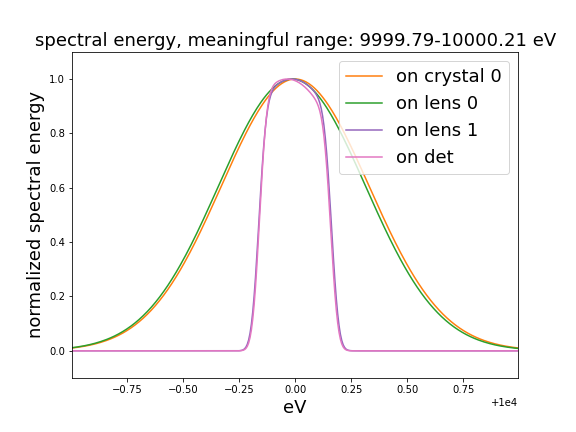 spectral energy, meaningful range: 9999.79-10000.21 eV
normalized spectral energy
1.0
0.8
0.6
0.4
0.2
0.0
on crystal 0
on lens 0
on lens 1
on det
−0.75
−0.50
−0.25
0.00
0.25
0.50
0.75
eV
+1e4